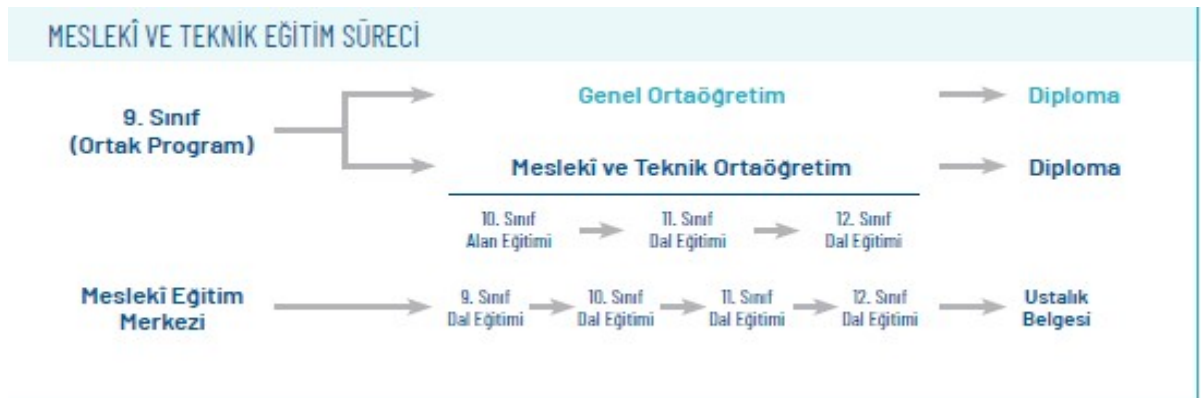 MESLEKÎ VE TEKNİK EĞİTİM SÜRECİ
9. Sınıf
(Ortak Program)
Genel Ortaöğretim
Diploma
Meslekî ve Teknik Ortaöğretim
Diploma
10. Sınıf
Alan Eğitimi
11. Sınıf
Dal Eğitimi
12. Sınıf
Dal Eğitimi
Meslekî Eğitim
Merkezi
9. Sınıf
Dal Eğitimi
10. Sınıf
Dal Eğitimi
11. Sınıf
Dal Eğitimi
12. Sınıf
Dal Eğitimi
Ustalık
Belgesi